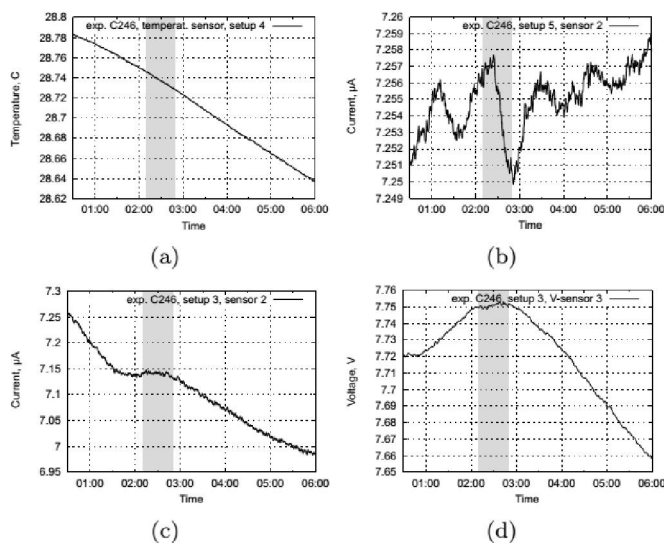 28.8
28.78
28.76
28.74
28.72
28.7
28.68
28.66
28.64
28.62
Temperature, C
exp. C246, temperat. sensor, setup 4
01:00 02:00 03:00 04:00 05:00 06:00
Time
(a)
7.26
7.259
7.257
7.256
7.255
7.253
7.252
7.251
7.25
7.249
Current, μA
exp. C246, setup 5, sensor 2
01:00 02:00 03:00 04:00 05:00 06:00
Time
(b)
7.3
7.25
7.2
7.15
7.1
7.05
7
6.95
Current, μA
exp. C246, setup 3, sensor 2
01:00 02:00 03:00 04:00 05:00 06:00
Time
(c)
7.76
7.75
7.74
7.72
7.71
7.7
7.69
7.67
7.66
7.65
Voltage, V
exp. C246, setup 3, V-sensor 3
01:00 02:00 03:00 04:00 05:00 06:00
Time
(d)